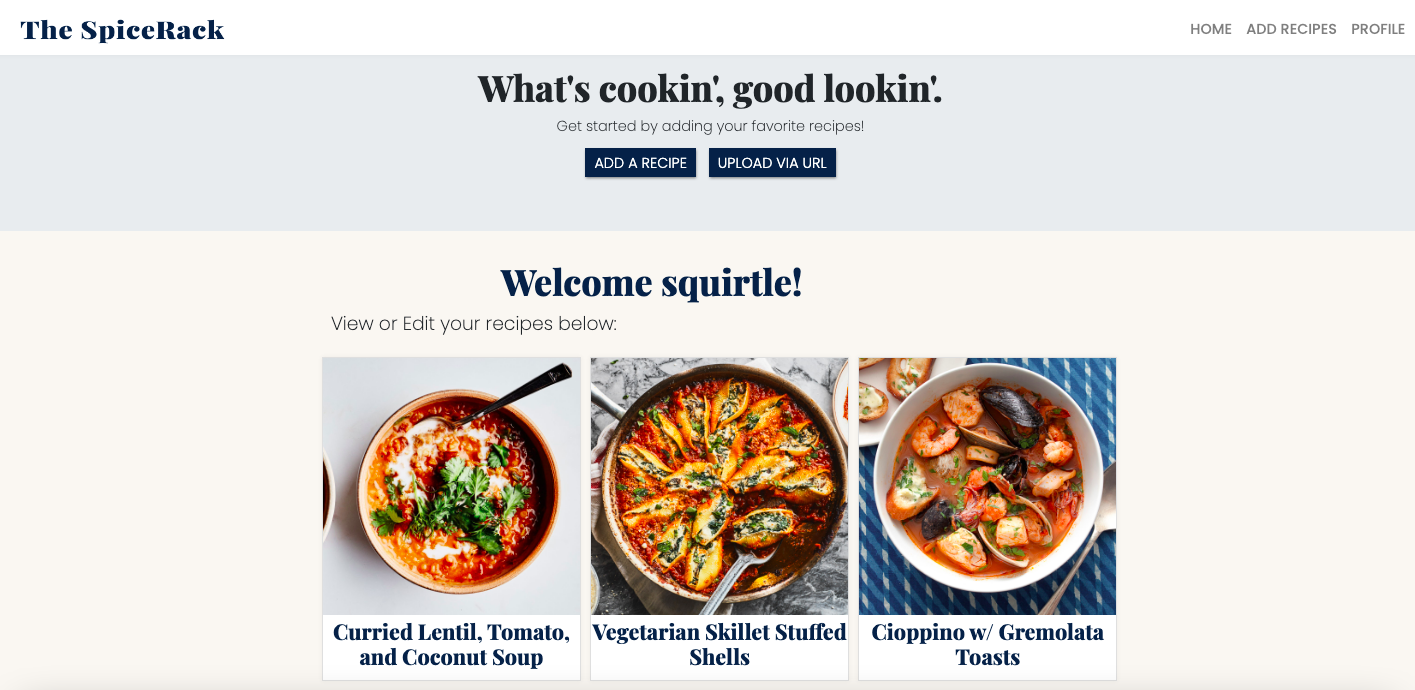 The SpiceRack
HOME ADD RECIPES PROFILE
What's cookin', good lookin'.
Get started by adding your favorite recipes!
ADD A RECIPE UPLOAD VIA URL
Welcome squirtle!
View or Edit your recipes below:
Curried Lentil, Tomato,
and Coconut Soup
Vegetarian Skillet Stuffed
Shells
Cioppino w/ Gremolata
Toasts